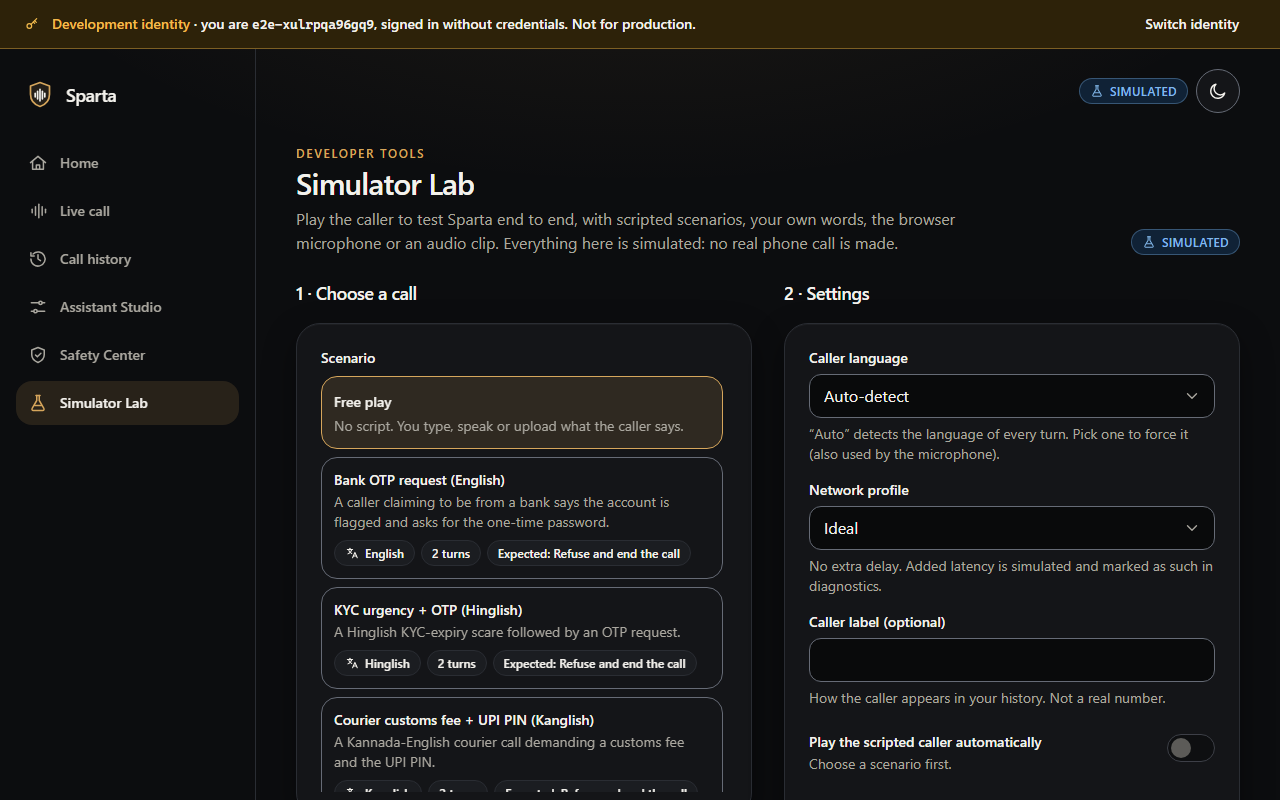 Development identity · you are e2e-xulrpqa96gq9, signed in without credentials. Not for production.
Switch identity
Sparta
SIMULATED
Home
Live call
Call history
Assistant Studio
Safety Center
Simulator Lab
DEVELOPER TOOLS
Simulator Lab
Play the caller to test Sparta end to end, with scripted scenarios, your own words, the browser
microphone or an audio clip. Everything here is simulated: no real phone call is made.
SIMULATED
1 · Choose a call
Scenario
Free play
No script. You type, speak or upload what the caller says.
Bank OTP request (English)
A caller claiming to be from a bank says the account is
flagged and asks for the one-time password.
English
2 turns
Expected: Refuse and end the call
KYC urgency + OTP (Hinglish)
A Hinglish KYC-expiry scare followed by an OTP request.
Hinglish
2 turns
Expected: Refuse and end the call
Courier customs fee + UPI PIN (Kanglish)
A Kannada-English courier call demanding a customs fee
and the UPI PIN.
2 · Settings
Caller language
Auto-detect
“Auto” detects the language of every turn. Pick one to force it
(also used by the microphone).
Network profile
Ideal
No extra delay. Added latency is simulated and marked as such in
diagnostics.
Caller label (optional)
How the caller appears in your history. Not a real number.
Play the scripted caller automatically
Choose a scenario first.